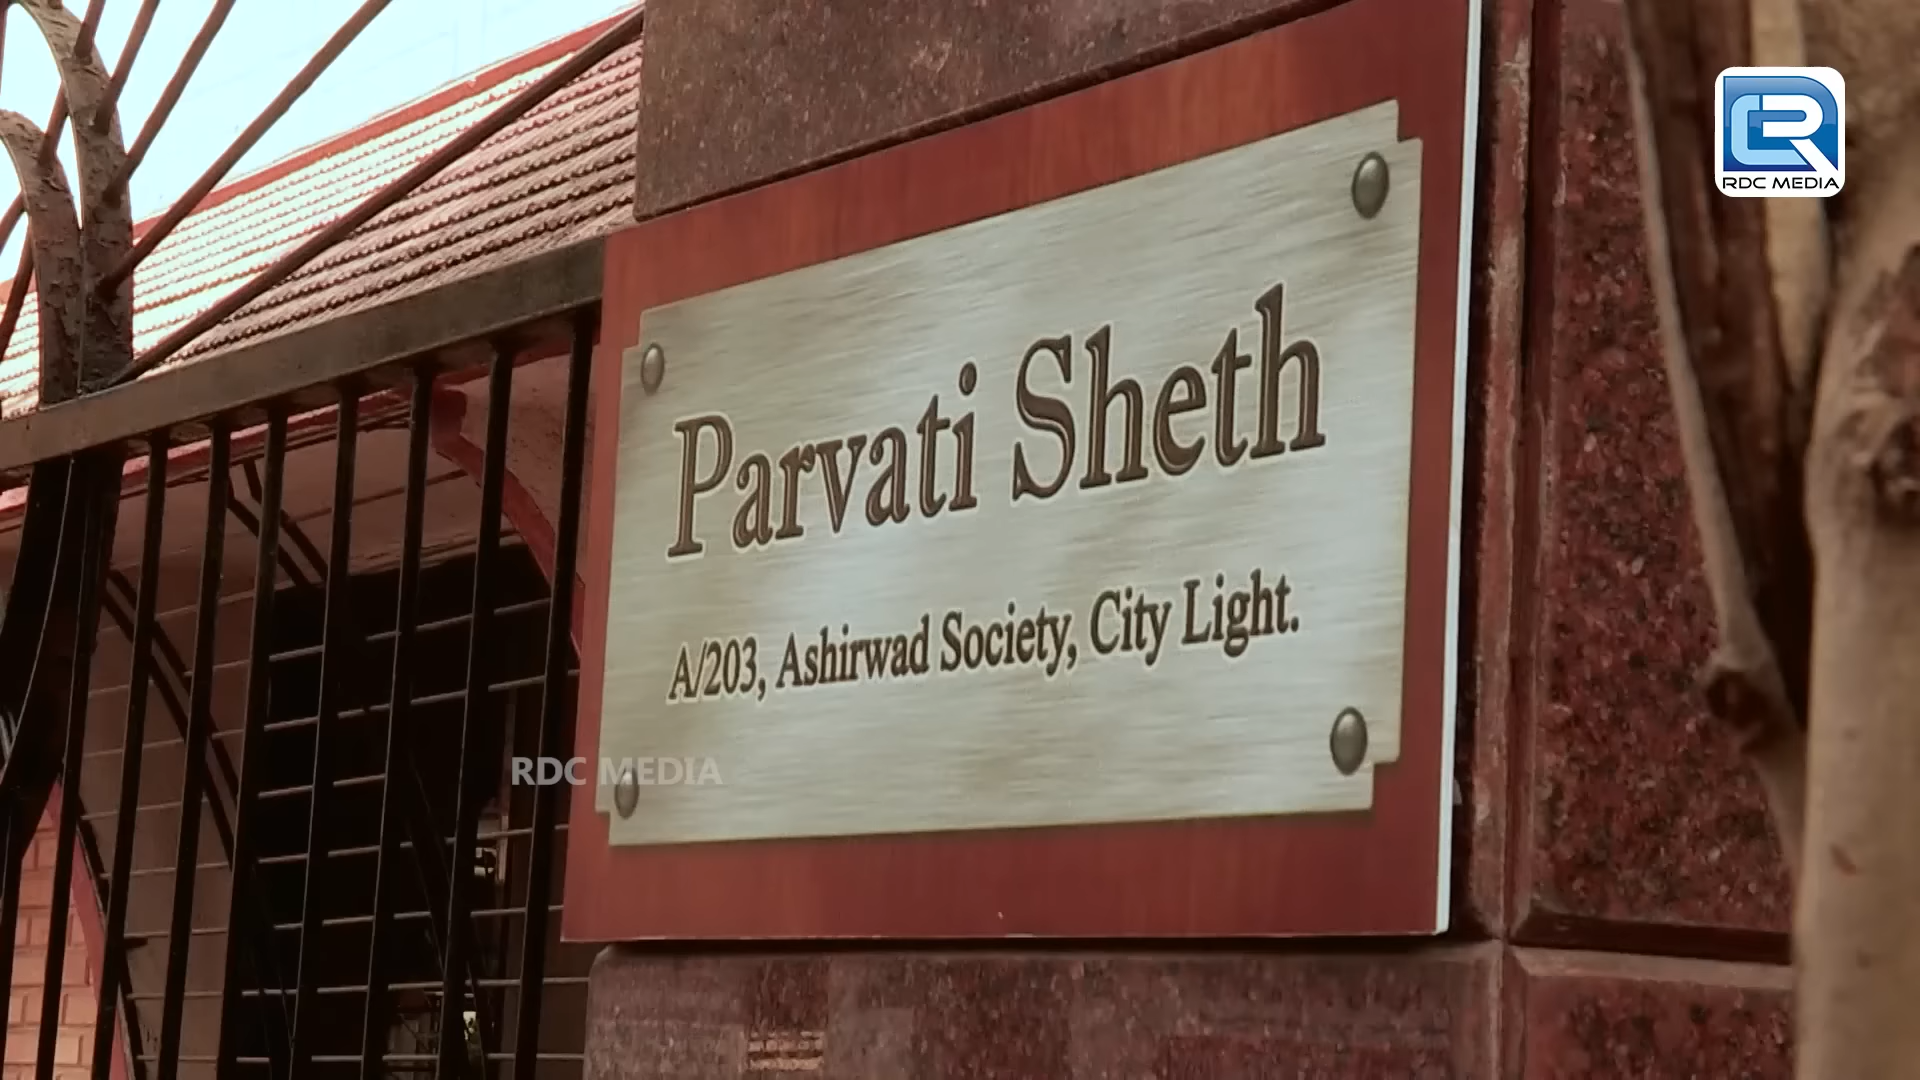 RDC MEDIA
Parvati Sheth
A/203, Ashirwad Society, City Light.
RDC MEDIA